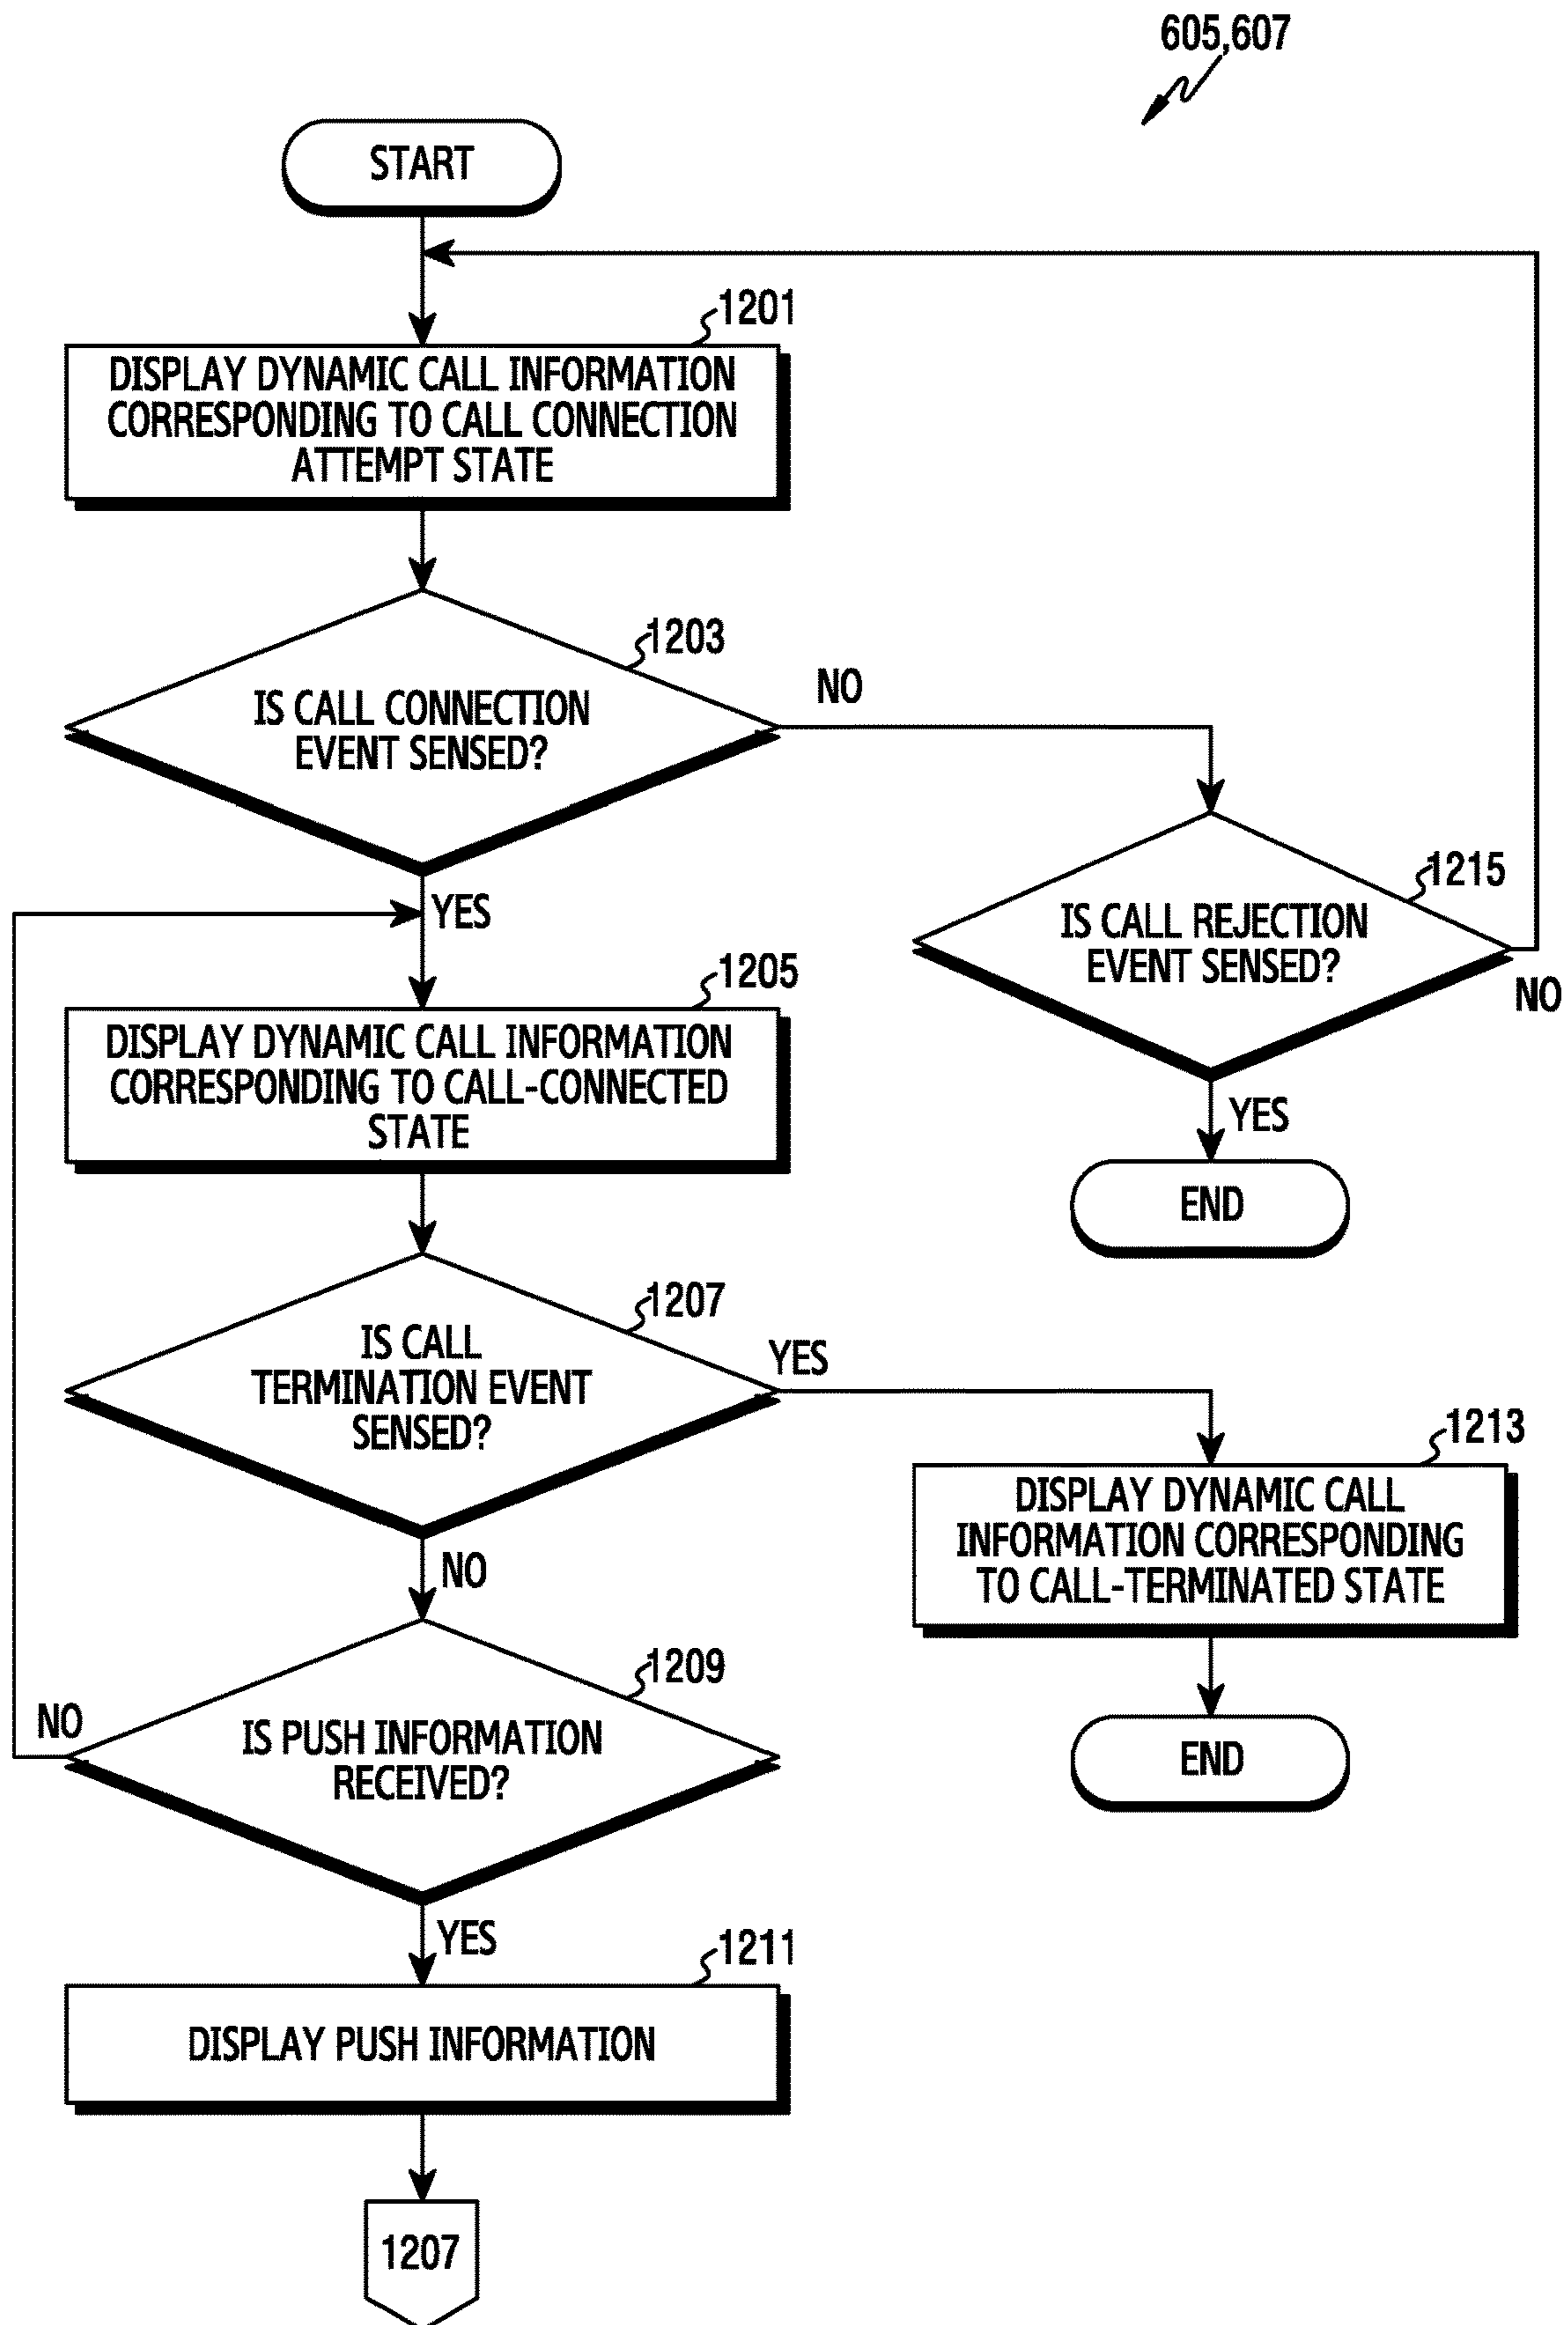 605,607
START
1201
DISPLAY DYNAMIC CALL INFORMATION
CORRESPONDING TO CALL CONNECTION
ATTEMPT STATE
1203
IS CALL CONNECTION
EVENT SENSED?
NO
YES
1215
IS CALL REJECTION
EVENT SENSED?
NO
YES
END
1205
DISPLAY DYNAMIC CALL INFORMATION
CORRESPONDING TO CALL-CONNECTED
STATE
1207
IS CALL
TERMINATION EVENT
SENSED?
YES
NO
1213
DISPLAY DYNAMIC CALL
INFORMATION CORRESPONDING
TO CALL-TERMINATED STATE
END
1209
IS PUSH INFORMATION
RECEIVED?
NO
YES
1211
DISPLAY PUSH INFORMATION
1207